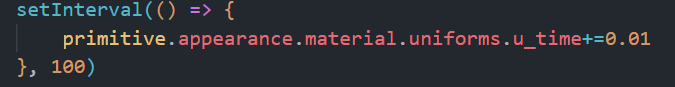 setInterval(() => {
    primitive.appearance.material.uniforms.u_time+=0.01
}, 100)